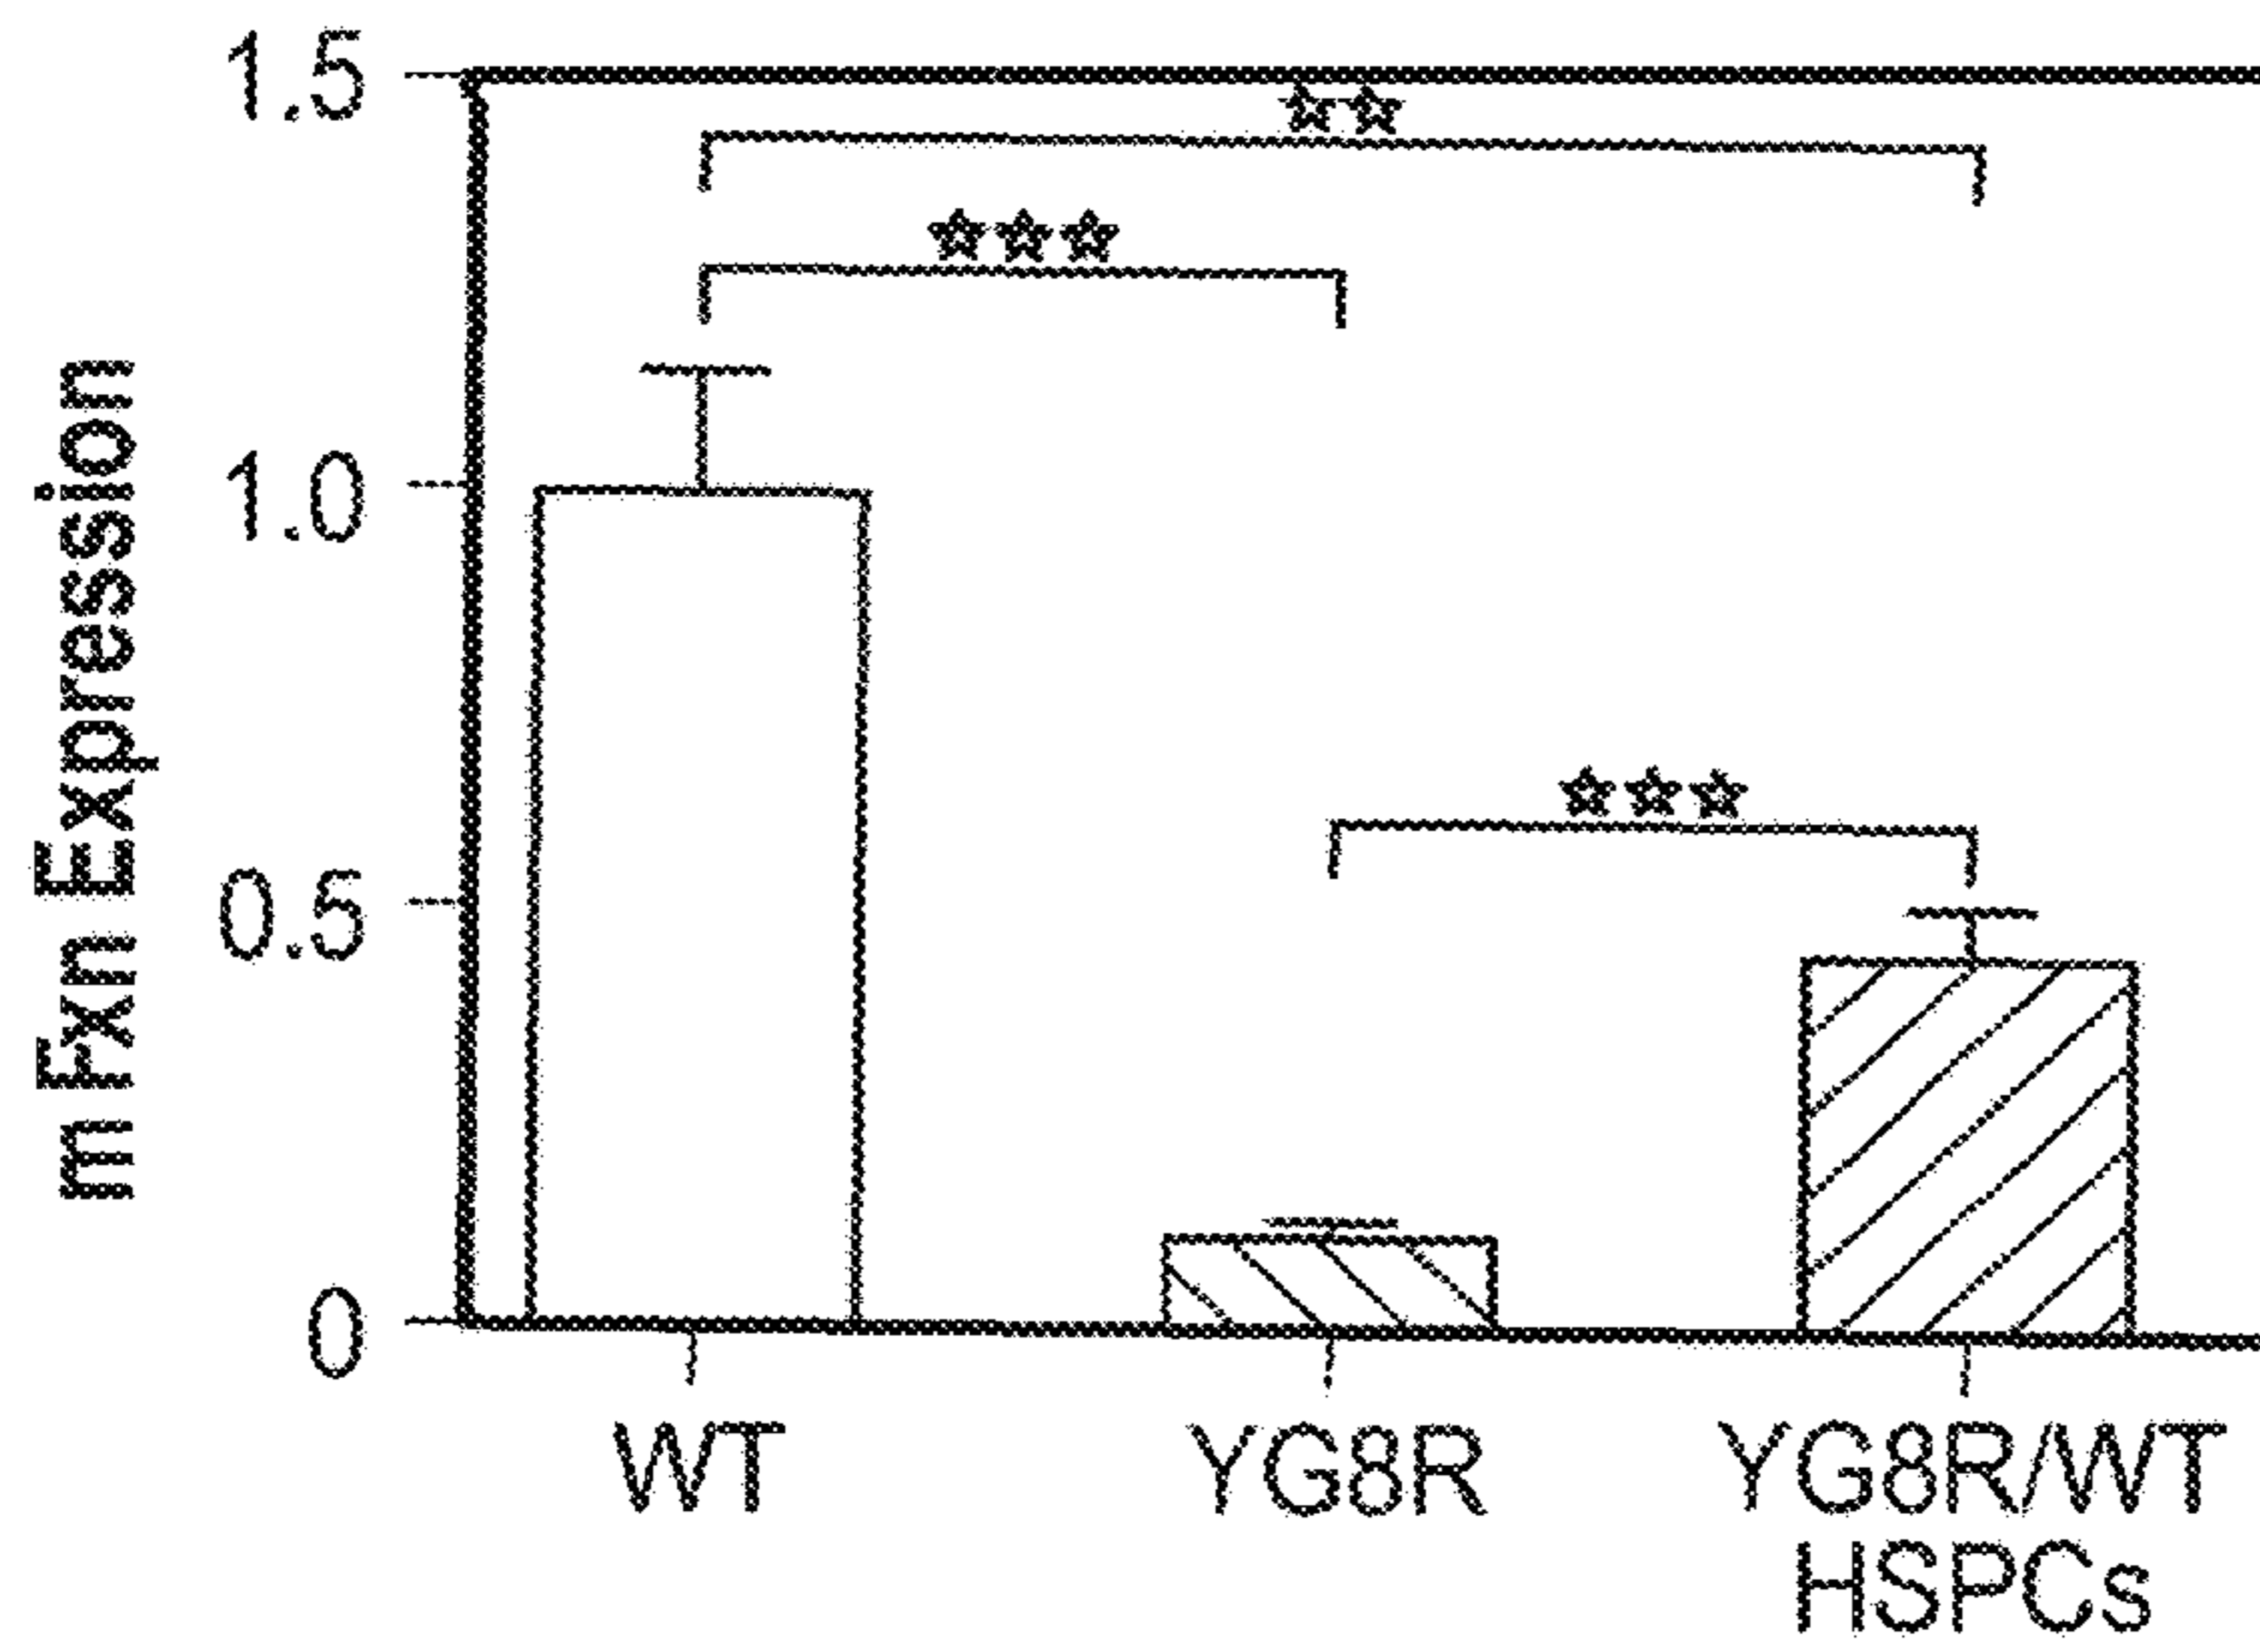 m Fxn Expression
1.5
1.0
0.5
0
☆☆
☆☆☆
☆☆☆
WT
YG8R
YG8R/WT
HSPCs